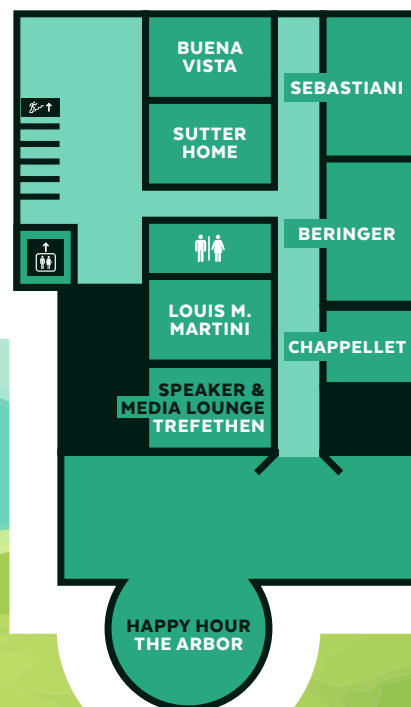 BUENA
VISTA
SEBASTIANI
SUTTER
HOME
BERINGER
LOUIS M.
MARTINI
CHAPPELLET
SPEAKER &
MEDIA LOUNGE
TREFETHEN
HAPPY HOUR
THE ARBOR